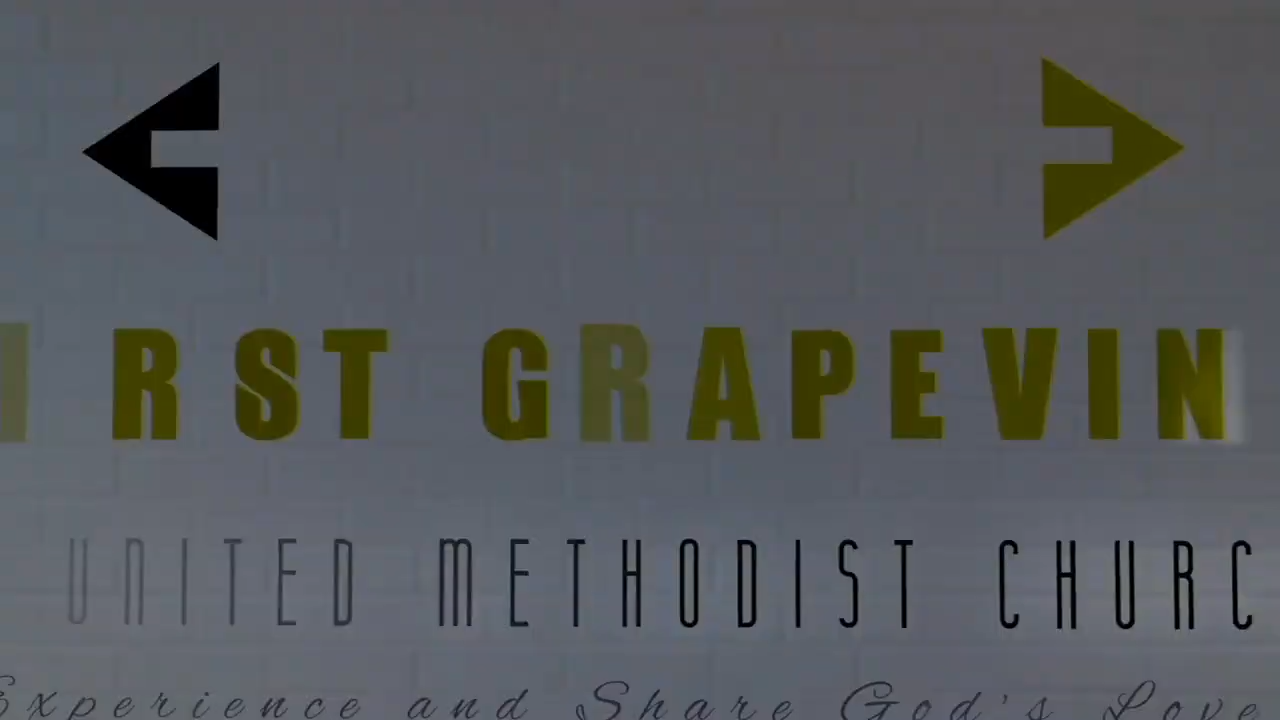 I RST GRAPEVIN
UNITED METHODIST CHURC
Experience and Share God's Love